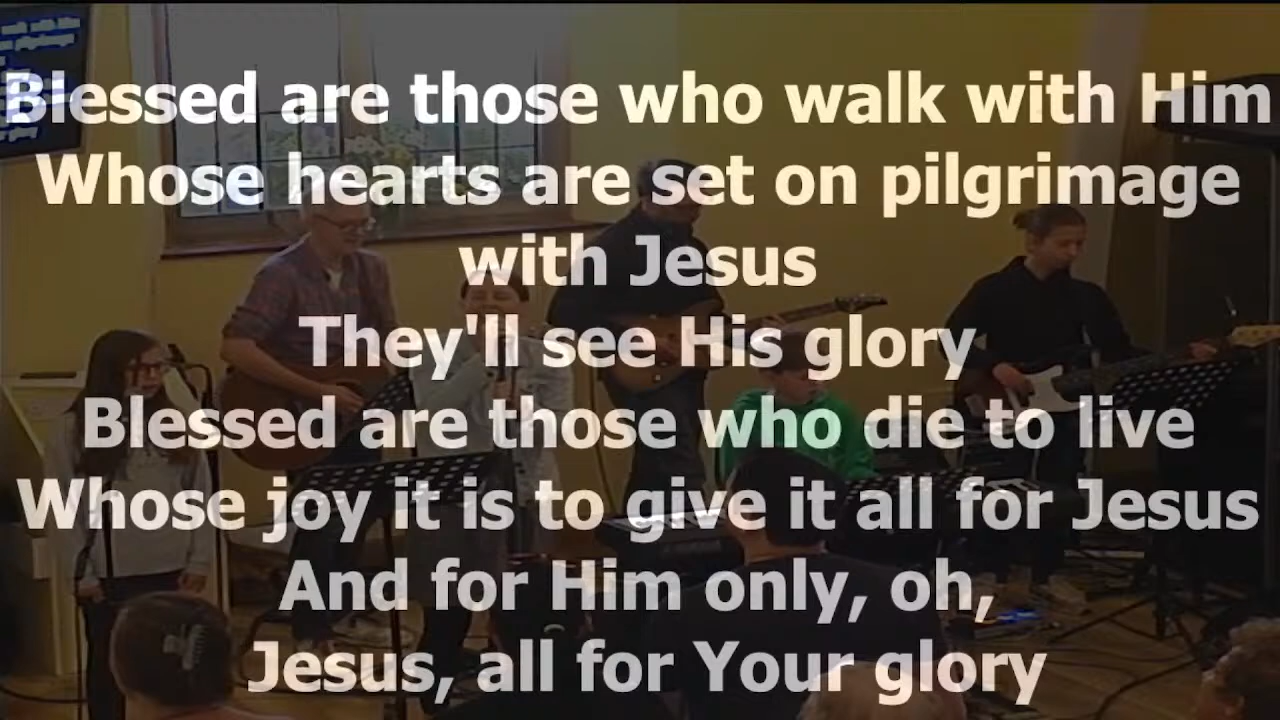 Blessed are those who walk with Him
Whose hearts are set on pilgrimage
with Jesus
They'll see His glory
Blessed are those who die to live
Whose joy it is to give it all for Jesus
And for Him only, oh,
Jesus, all for Your glory